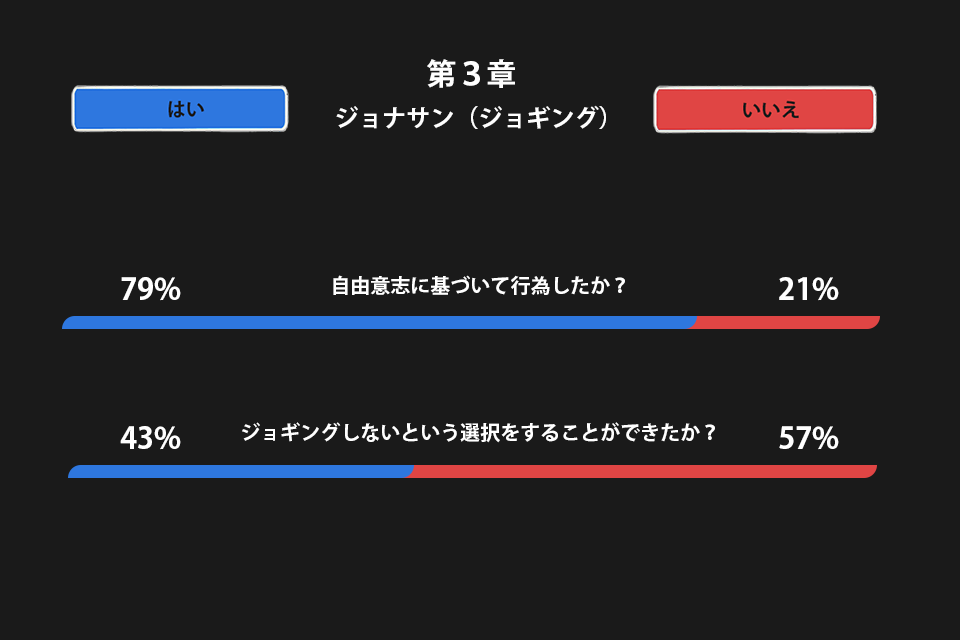 第３章
はい
ジョナサン（ジョギング）
いいえ
79%
自由意志に基づいて行為したか？
21%
43%
ジョギングしないという選択をすることができたか？
57%